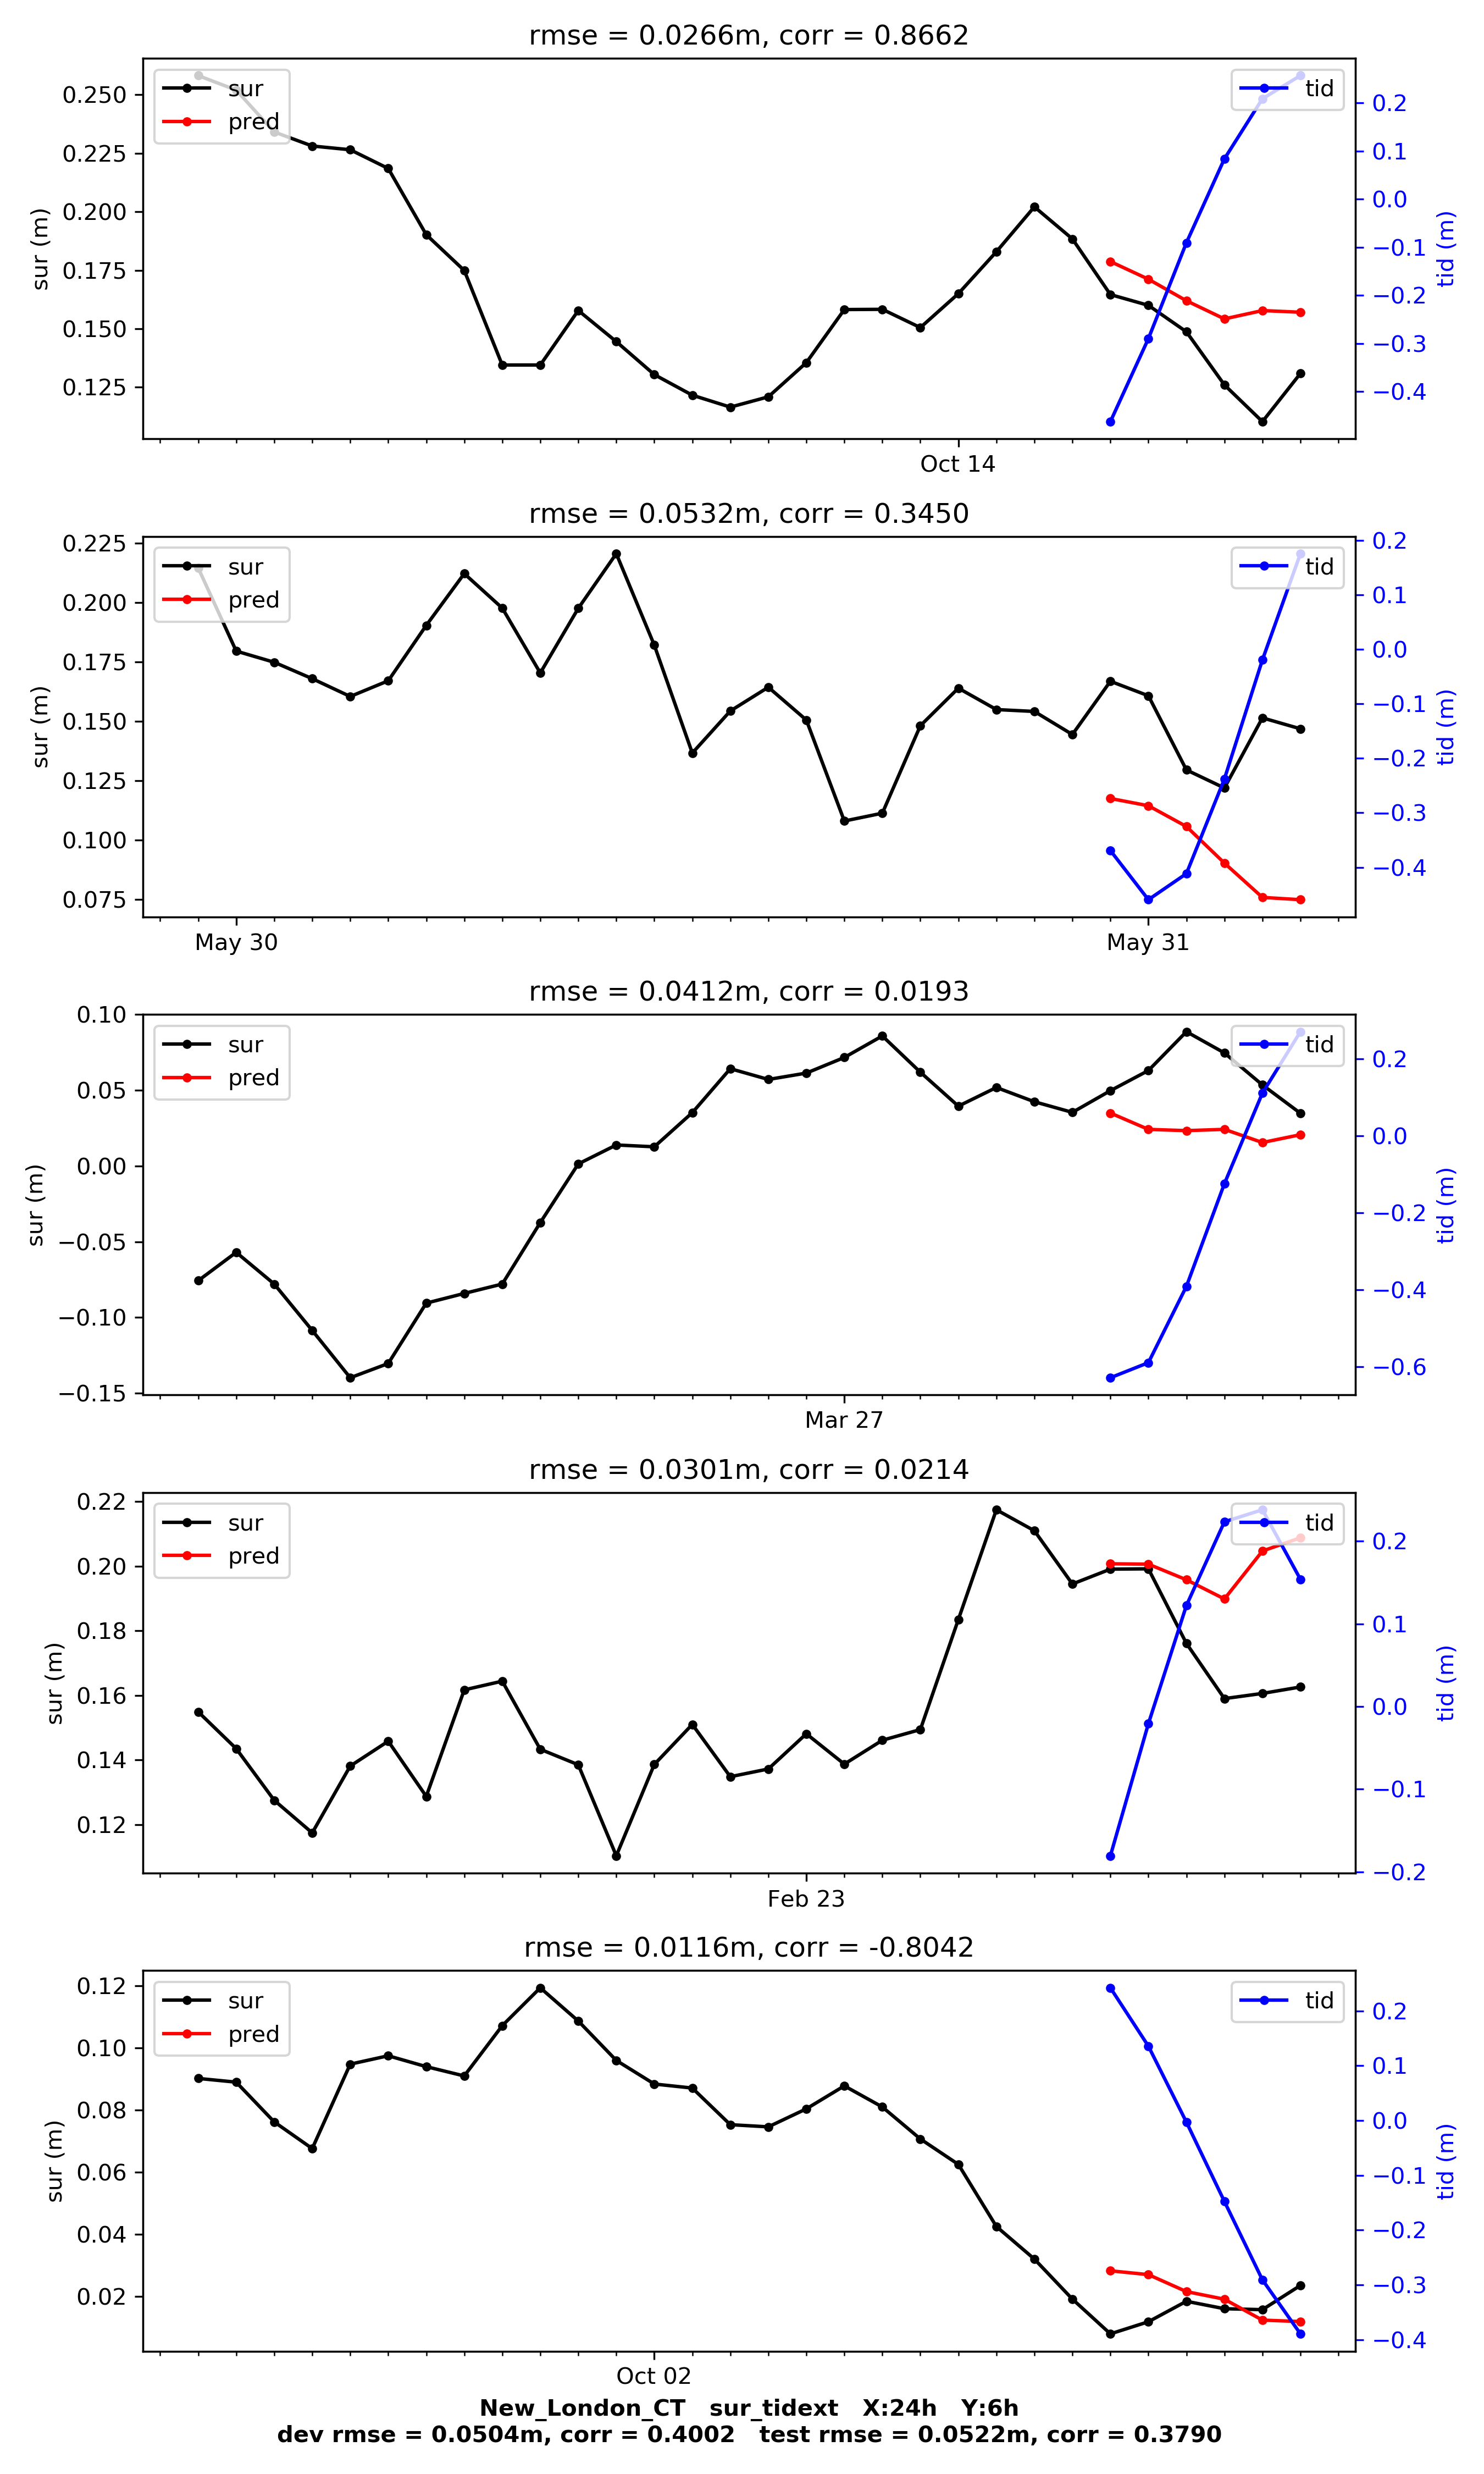 rmse = 0.0266m, corr = 0.8662
sur
pred
tid
0.250
0.225
0.200
0.175
0.150
0.125
sur (m)
0.2
0.1
0.0
−0.1
−0.2
−0.3
−0.4
tid (m)
Oct 14
rmse = 0.0532m, corr = 0.3450
sur
pred
tid
0.225
0.200
0.175
0.150
0.125
0.100
0.075
sur (m)
0.2
0.1
0.0
−0.1
−0.2
−0.3
−0.4
tid (m)
May 30
May 31
rmse = 0.0412m, corr = 0.0193
sur
pred
tid
0.10
0.05
0.00
−0.05
−0.10
−0.15
sur (m)
0.2
0.0
−0.2
−0.4
−0.6
tid (m)
Mar 27
rmse = 0.0301m, corr = 0.0214
sur
pred
tid
0.22
0.20
0.18
0.16
0.14
0.12
sur (m)
0.2
0.1
0.0
−0.1
−0.2
tid (m)
Feb 23
rmse = 0.0116m, corr = -0.8042
sur
pred
tid
0.12
0.10
0.08
0.06
0.04
0.02
sur (m)
0.2
0.1
0.0
−0.1
−0.2
−0.3
−0.4
tid (m)
Oct 02
New_London_CT sur_tidext X:24h Y:6h
dev rmse = 0.0504m, corr = 0.4002 test rmse = 0.0522m, corr = 0.3790